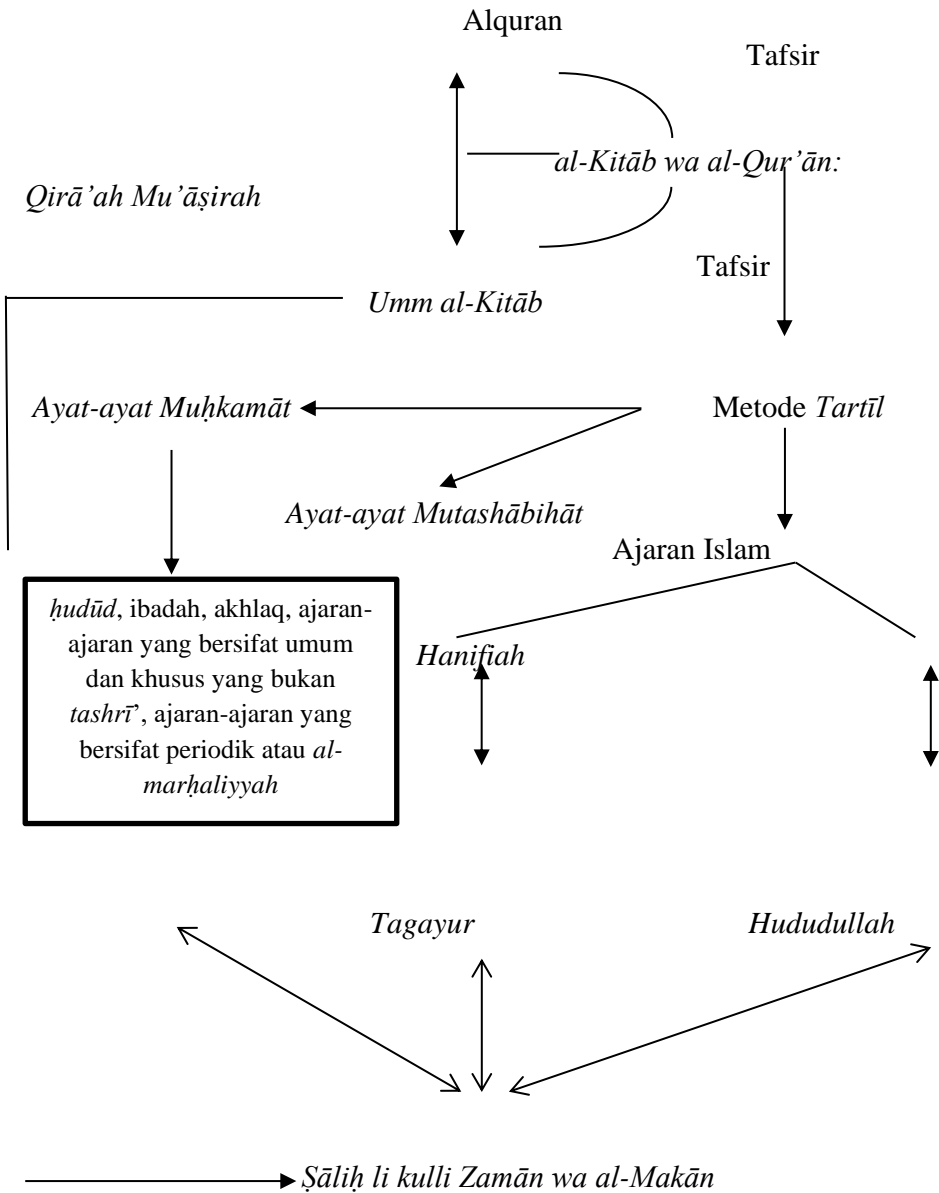 Alquran
Tafsir
al-Kitāb wa al-Qur’ān:
Qirā’ah Mu’āṣirah
Tafsir
Umm al-Kitāb
Ayat-ayat Muḥkamāt
Metode Tartīl
Ayat-ayat Mutashābihāt
Ajaran Islam
ḥudūd, ibadah, akhlaq, ajaran-
ajaran yang bersifat umum
dan khusus yang bukan
tashrī’, ajaran-ajaran yang
bersifat periodik atau al-
marḥaliyyah
Hanifiah
Tagayur
Hududullah
Ṣāliḥ li kulli Zamān wa al-Makān